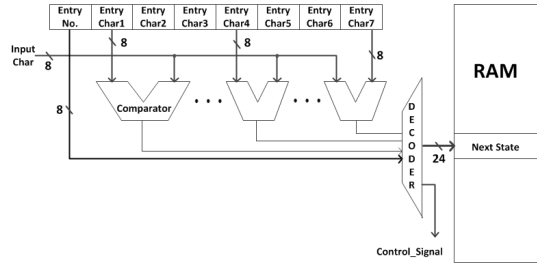 Entry No.
Entry Char1
Entry Char2
Entry Char3
Entry Char4
Entry Char5
Entry Char6
Entry Char7
Input Char
8
8
8
8
8
Comparator
DECODER
24
RAM
Next State
Control_Signal